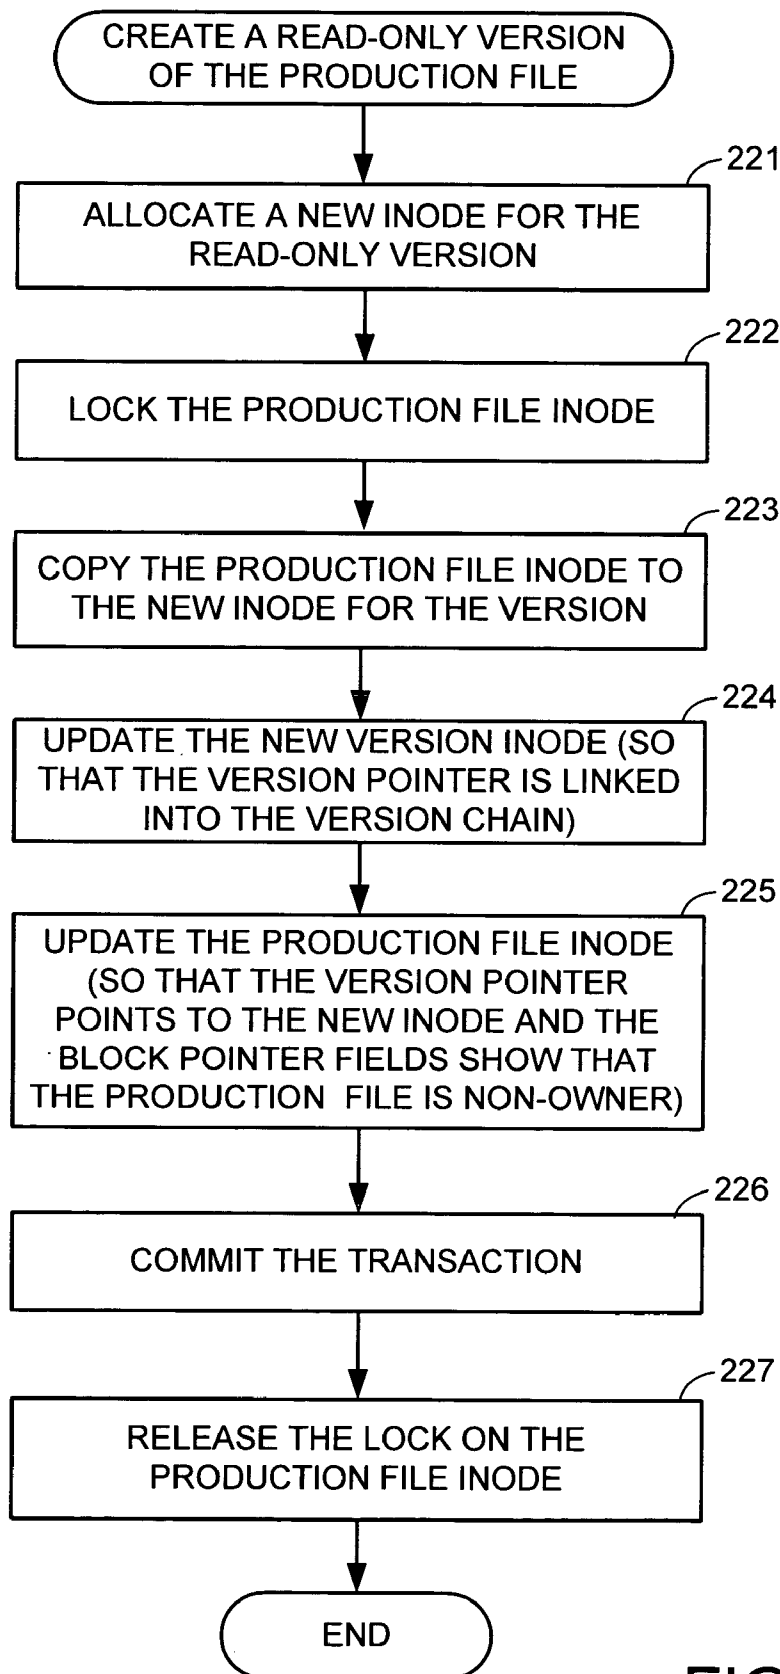 CREATE A READ-ONLY VERSION
OF THE PRODUCTION FILE
221
ALLOCATE A NEW INODE FOR THE
READ-ONLY VERSION
222
LOCK THE PRODUCTION FILE INODE
223
COPY THE PRODUCTION FILE INODE TO
THE NEW INODE FOR THE VERSION
224
UPDATE THE NEW VERSION INODE (SO
THAT THE VERSION POINTER IS LINKED
INTO THE VERSION CHAIN)
225
UPDATE THE PRODUCTION FILE INODE
(SO THAT THE VERSION POINTER
POINTS TO THE NEW INODE AND THE
BLOCK POINTER FIELDS SHOW THAT
THE PRODUCTION FILE IS NON-OWNER)
226
COMMIT THE TRANSACTION
227
RELEASE THE LOCK ON THE
PRODUCTION FILE INODE
END